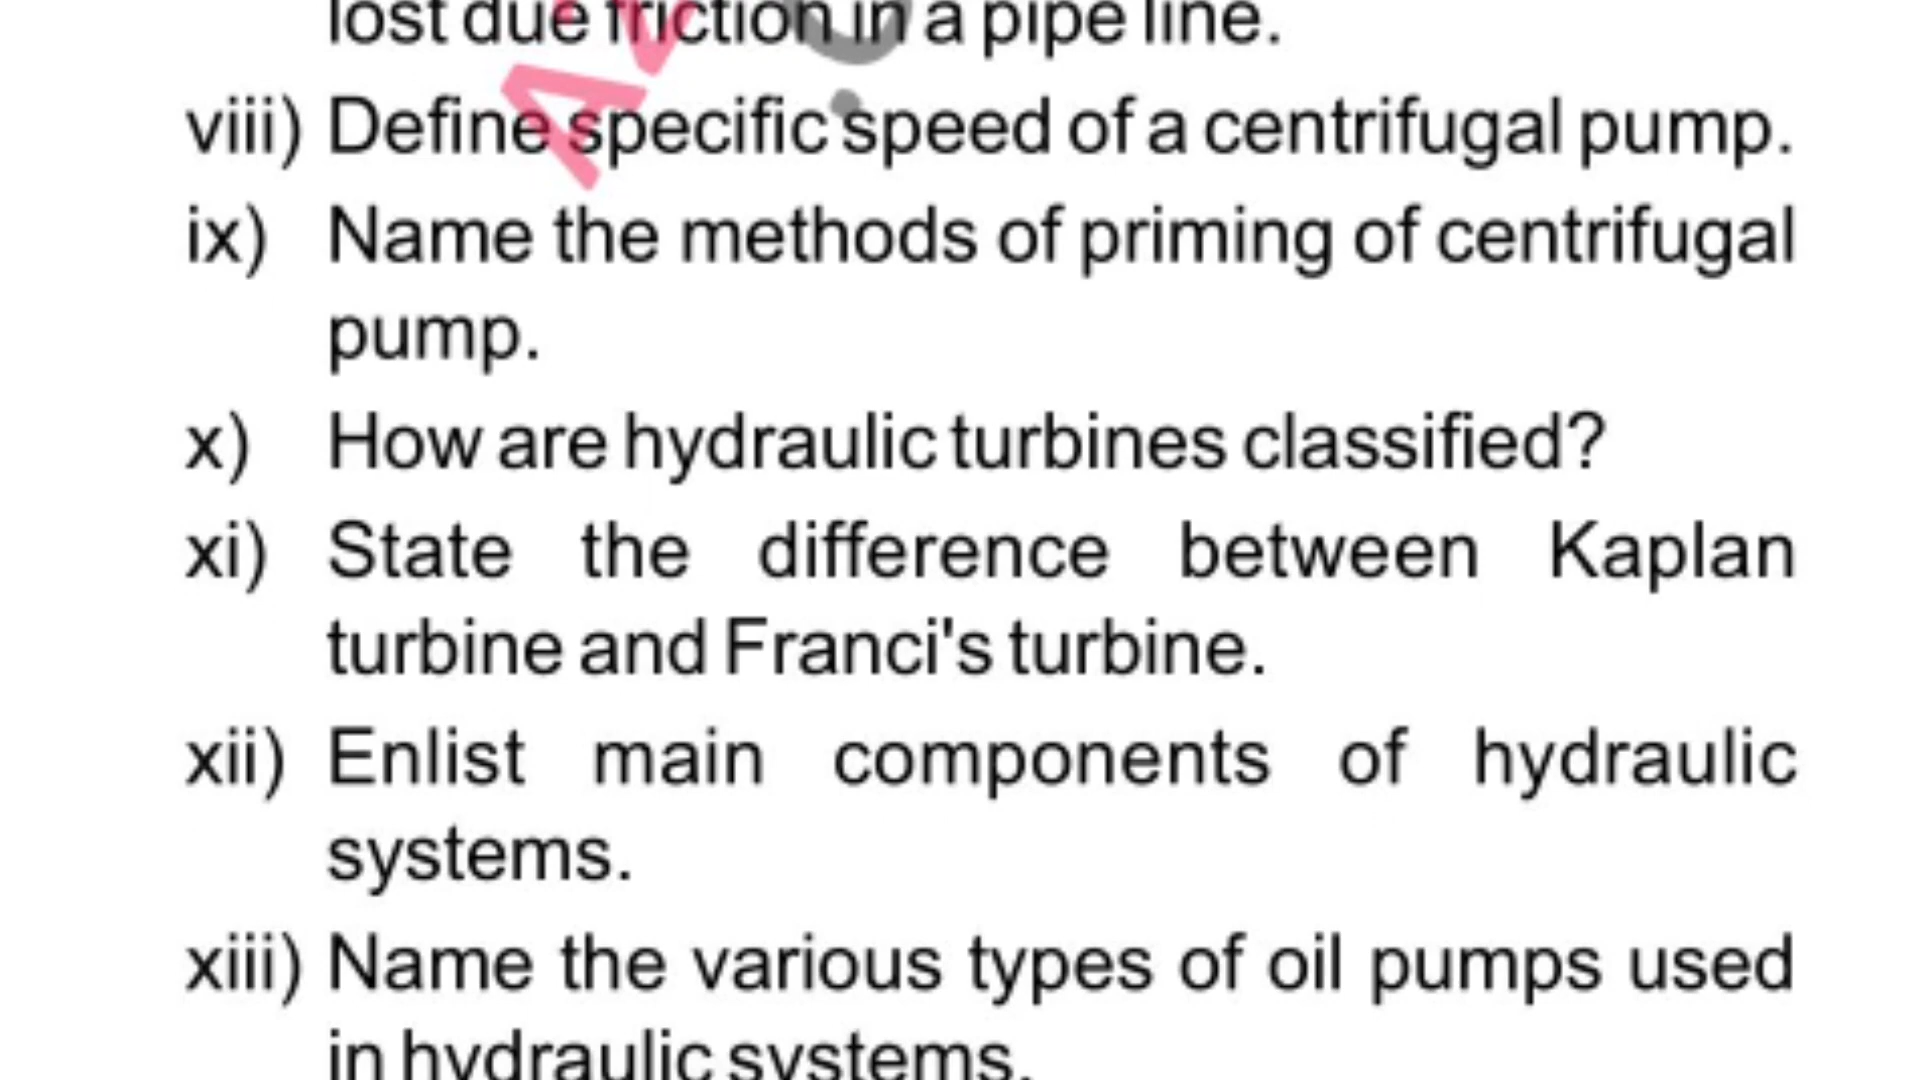 lost due friction in a pipe line.
viii) Define specific speed of a centrifugal pump.
ix) Name the methods of priming of centrifugal
pump.
x) How are hydraulic turbines classified?
xi) State the difference between Kaplan
turbine and Franci's turbine.
xii) Enlist main components of hydraulic
systems.
xiii) Name the various types of oil pumps used
in hydraulic systems.